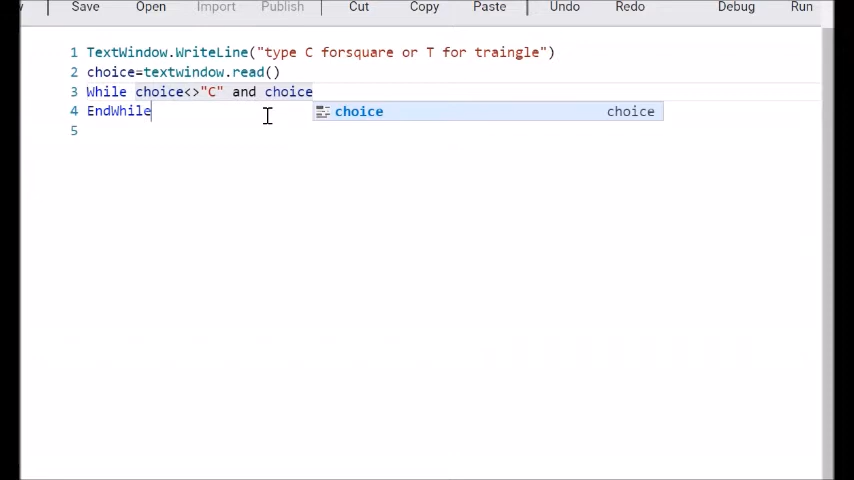 Save Open Import Publish Cut Copy Paste Undo Redo Debug Run
1 TextWindow.WriteLine("type C forsquare or T for traingle")
2 choice=textwindow.read()
3 While choice<>"C" and choice
choice choice
4 EndWhile
5